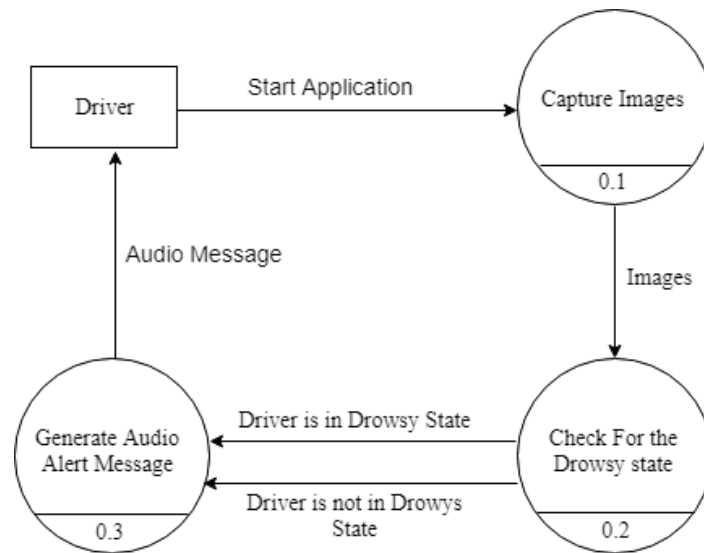 Driver
Start Application
Capture Images
0.1
Audio Message
Images
Generate Audio
Alert Message
0.3
Driver is in Drowsy State
Driver is not in Drowys
State
Check For the
Drowsy state
0.2